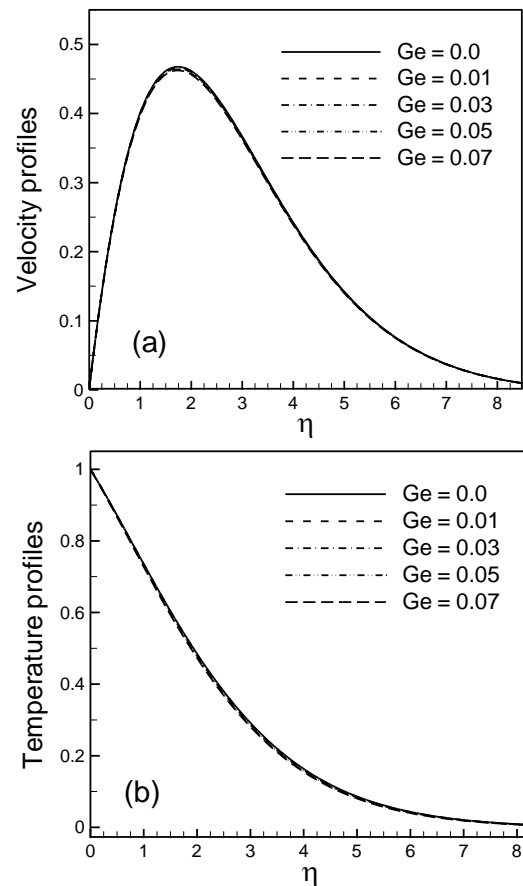 0.5
0.4
0.3
0.2
0.1
0
Velocity profiles
Ge = 0.0
Ge = 0.01
Ge = 0.03
Ge = 0.05
Ge = 0.07
(a)
0 1 2 3 4 5 6 7 8
η
1
0.8
0.6
0.4
0.2
0
Temperature profiles
Ge = 0.0
Ge = 0.01
Ge = 0.03
Ge = 0.05
Ge = 0.07
(b)
0 1 2 3 4 5 6 7 8
η